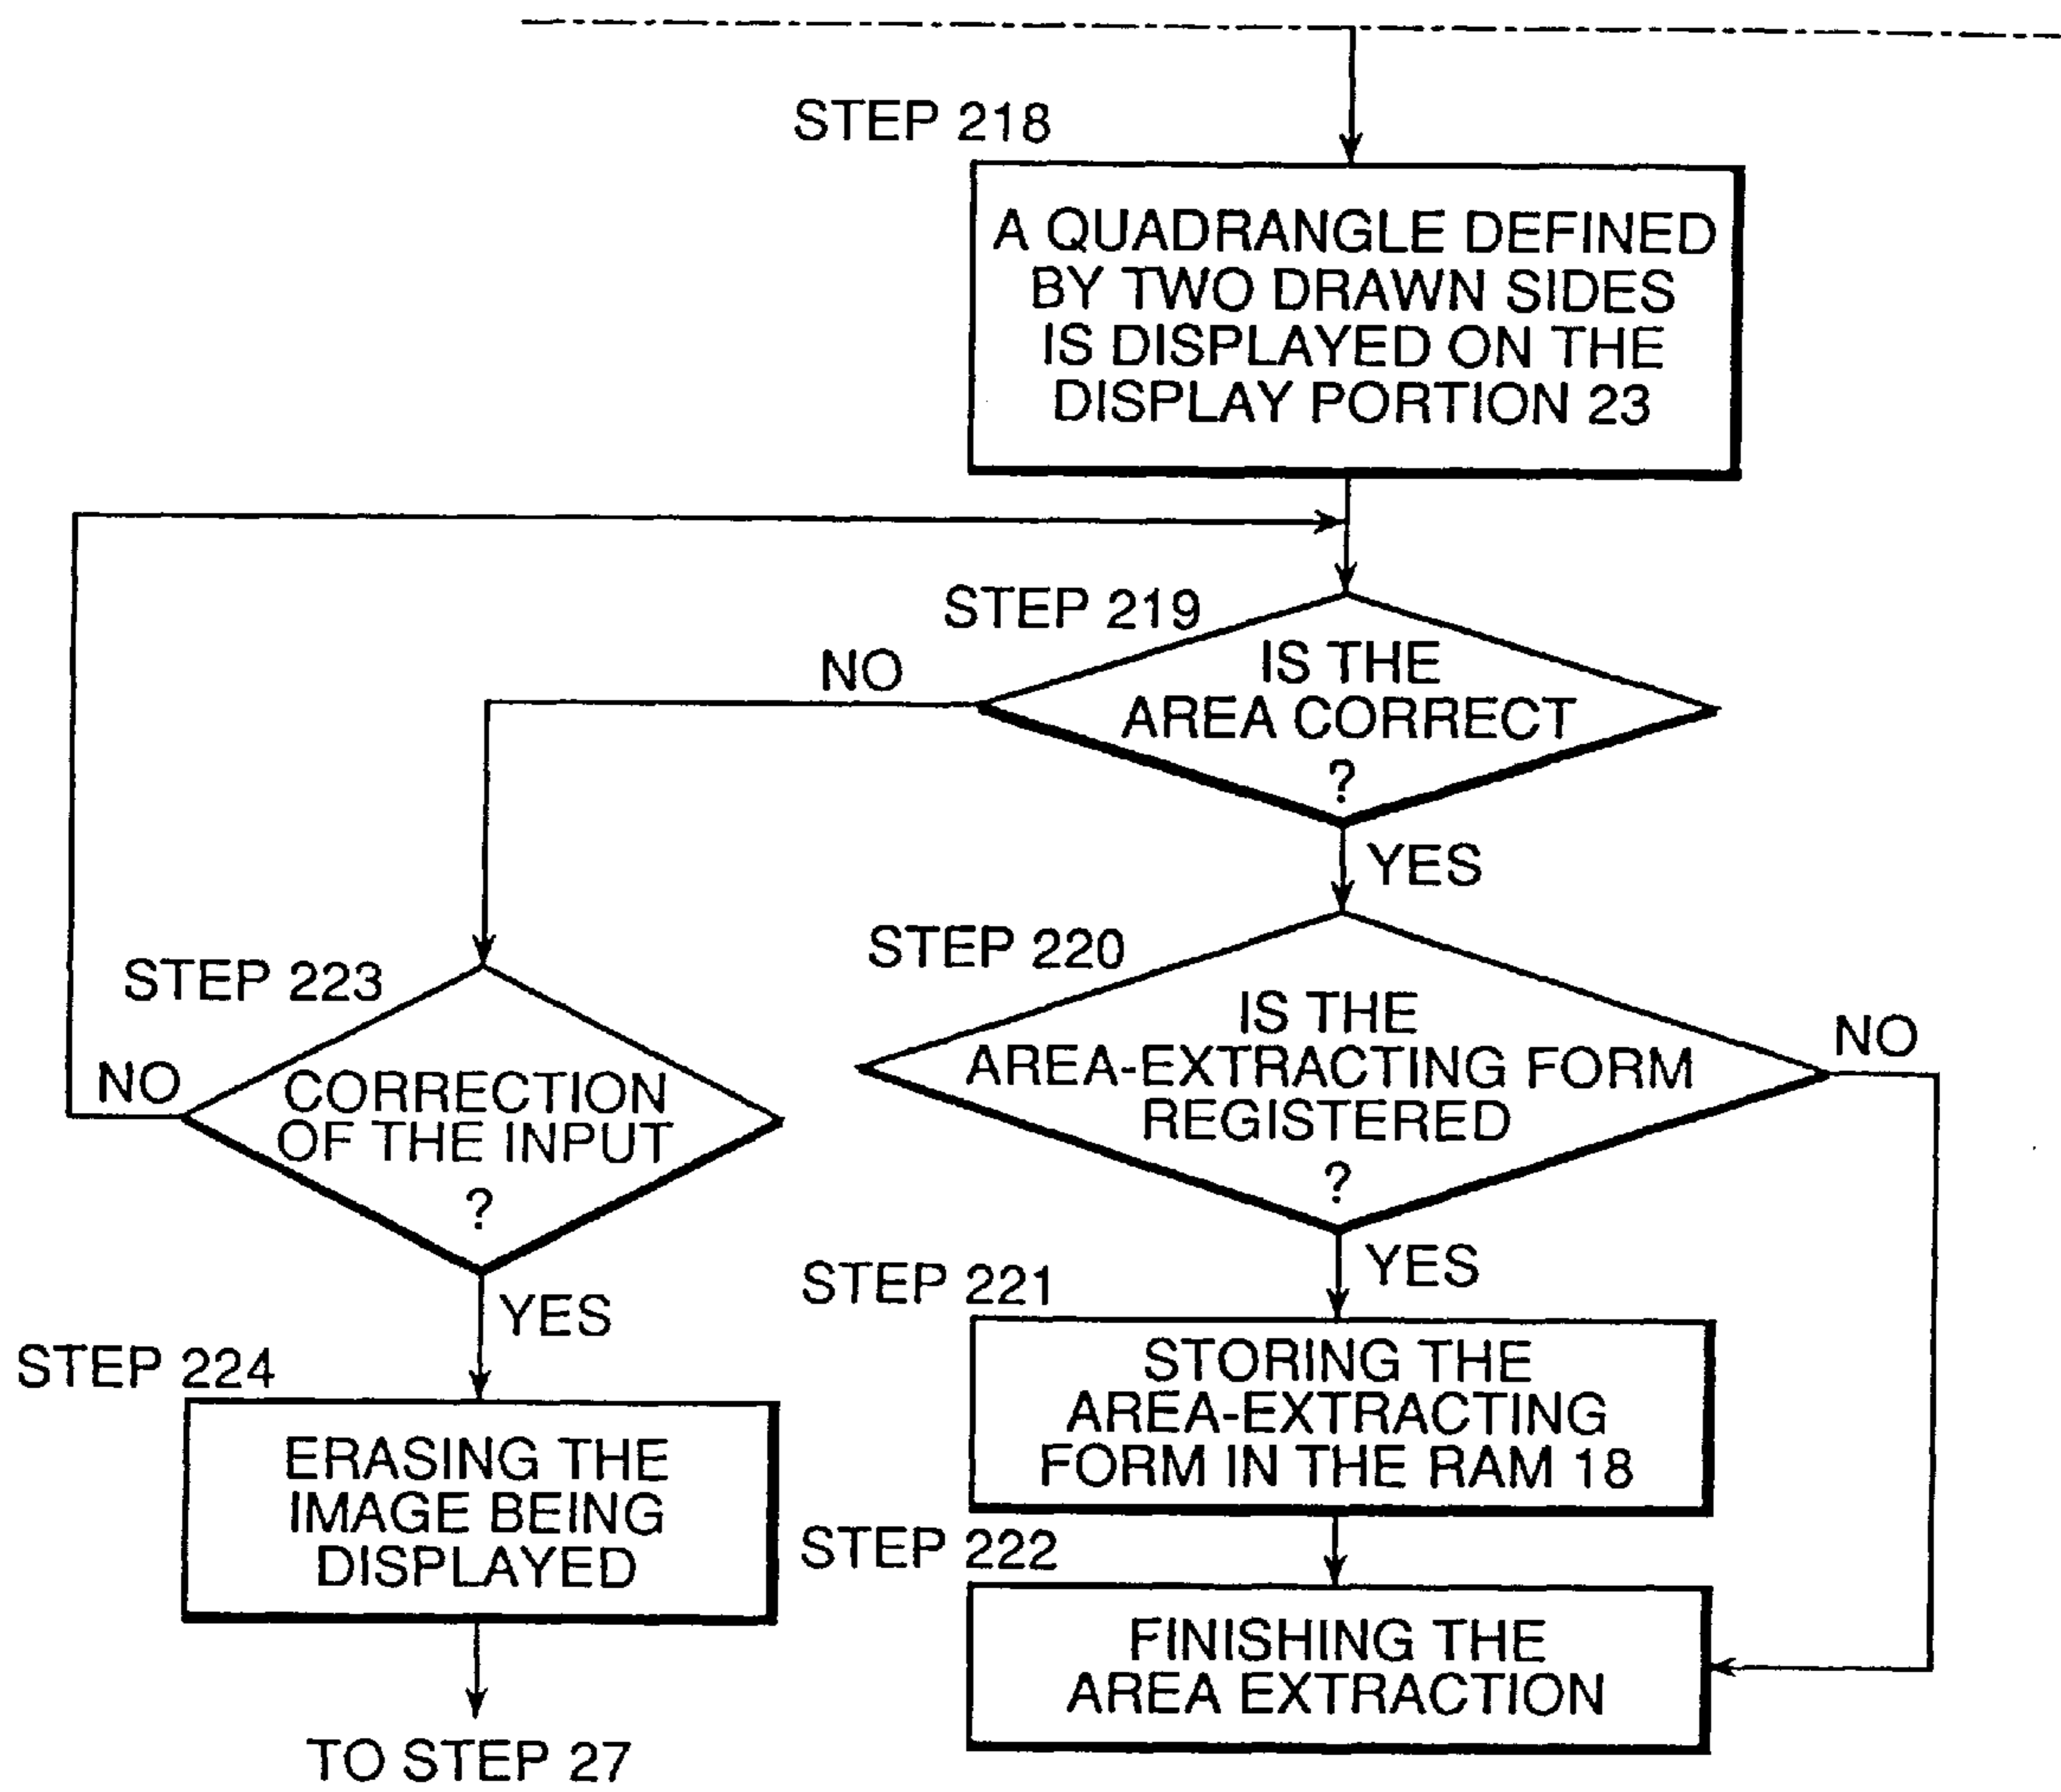 STEP 218
A QUADRANGLE DEFINED
BY TWO DRAWN SIDES
IS DISPLAYED ON THE
DISPLAY PORTION 23
STEP 219
IS THE
AREA CORRECT
?
NO
YES
STEP 220
IS THE
AREA-EXTRACTING FORM
REGISTERED
?
NO
YES
STEP 223
CORRECTION
OF THE INPUT
?
NO
YES
STEP 221
STORING THE
AREA-EXTRACTING
FORM IN THE RAM 18
STEP 224
ERASING THE
IMAGE BEING
DISPLAYED
STEP 222
FINISHING THE
AREA EXTRACTION
TO STEP 27